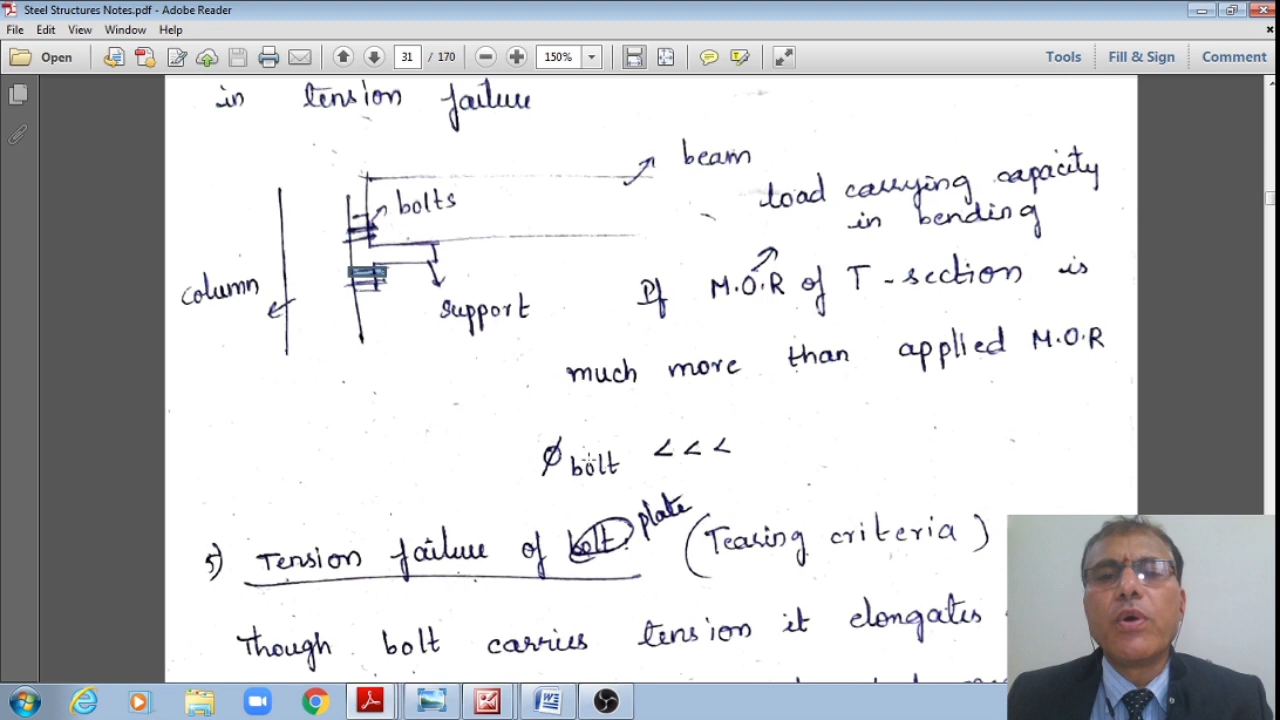 Steel Structures Notes.pdf - Adobe Reader
File Edit View Window Help
Open 31 / 170 150% Tools Fill & Sign Comment
in tension failure
beam
bolts
column
support
load carrying capacity
in bending
If M.O.R of T-section is
much more than applied M.O.R
ø bolt < < <
5) Tension failure of bolt. plate (Tearing criteria)
Though bolt carries tension it elongates